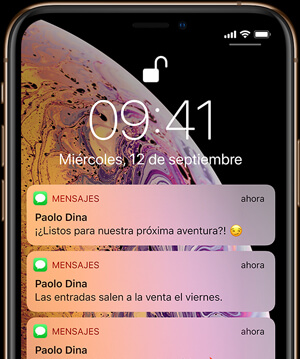 09:41
Miércoles, 12 de septiembre
MENSAJES ahora
Paolo Dina
¡¿Listos para nuestra próxima aventura?! 😒
MENSAJES ahora
Paolo Dina
Las entradas salen a la venta el viernes.
MENSAJES ahora
Paolo Dina